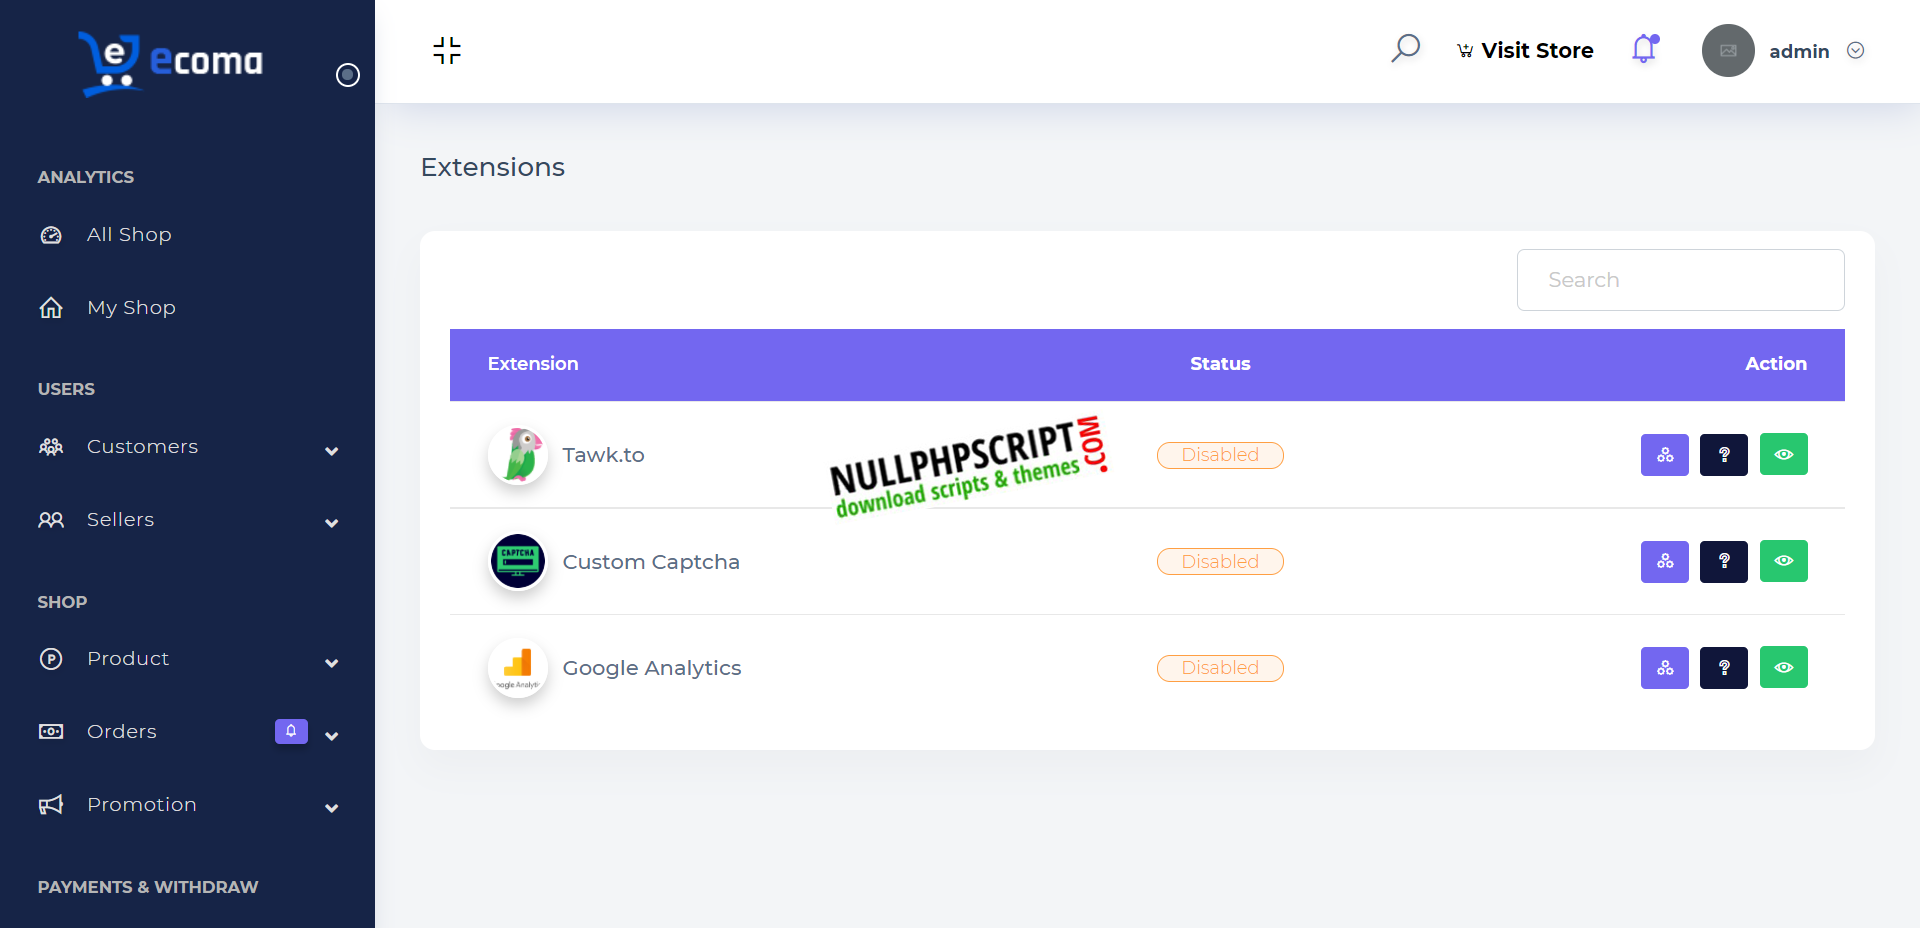 ecoma
Visit Store
admin
ANALYTICS
All Shop
My Shop
USERS
Customers
Sellers
SHOP
Product
Orders
Promotion
PAYMENTS & WITHDRAW
Extensions
Search
Extension Status Action
Tawk.to Disabled
NULLPHPSCRIPT.COM
download scripts & themes
CAPTCHA
Custom Captcha Disabled
Google Analytics Disabled